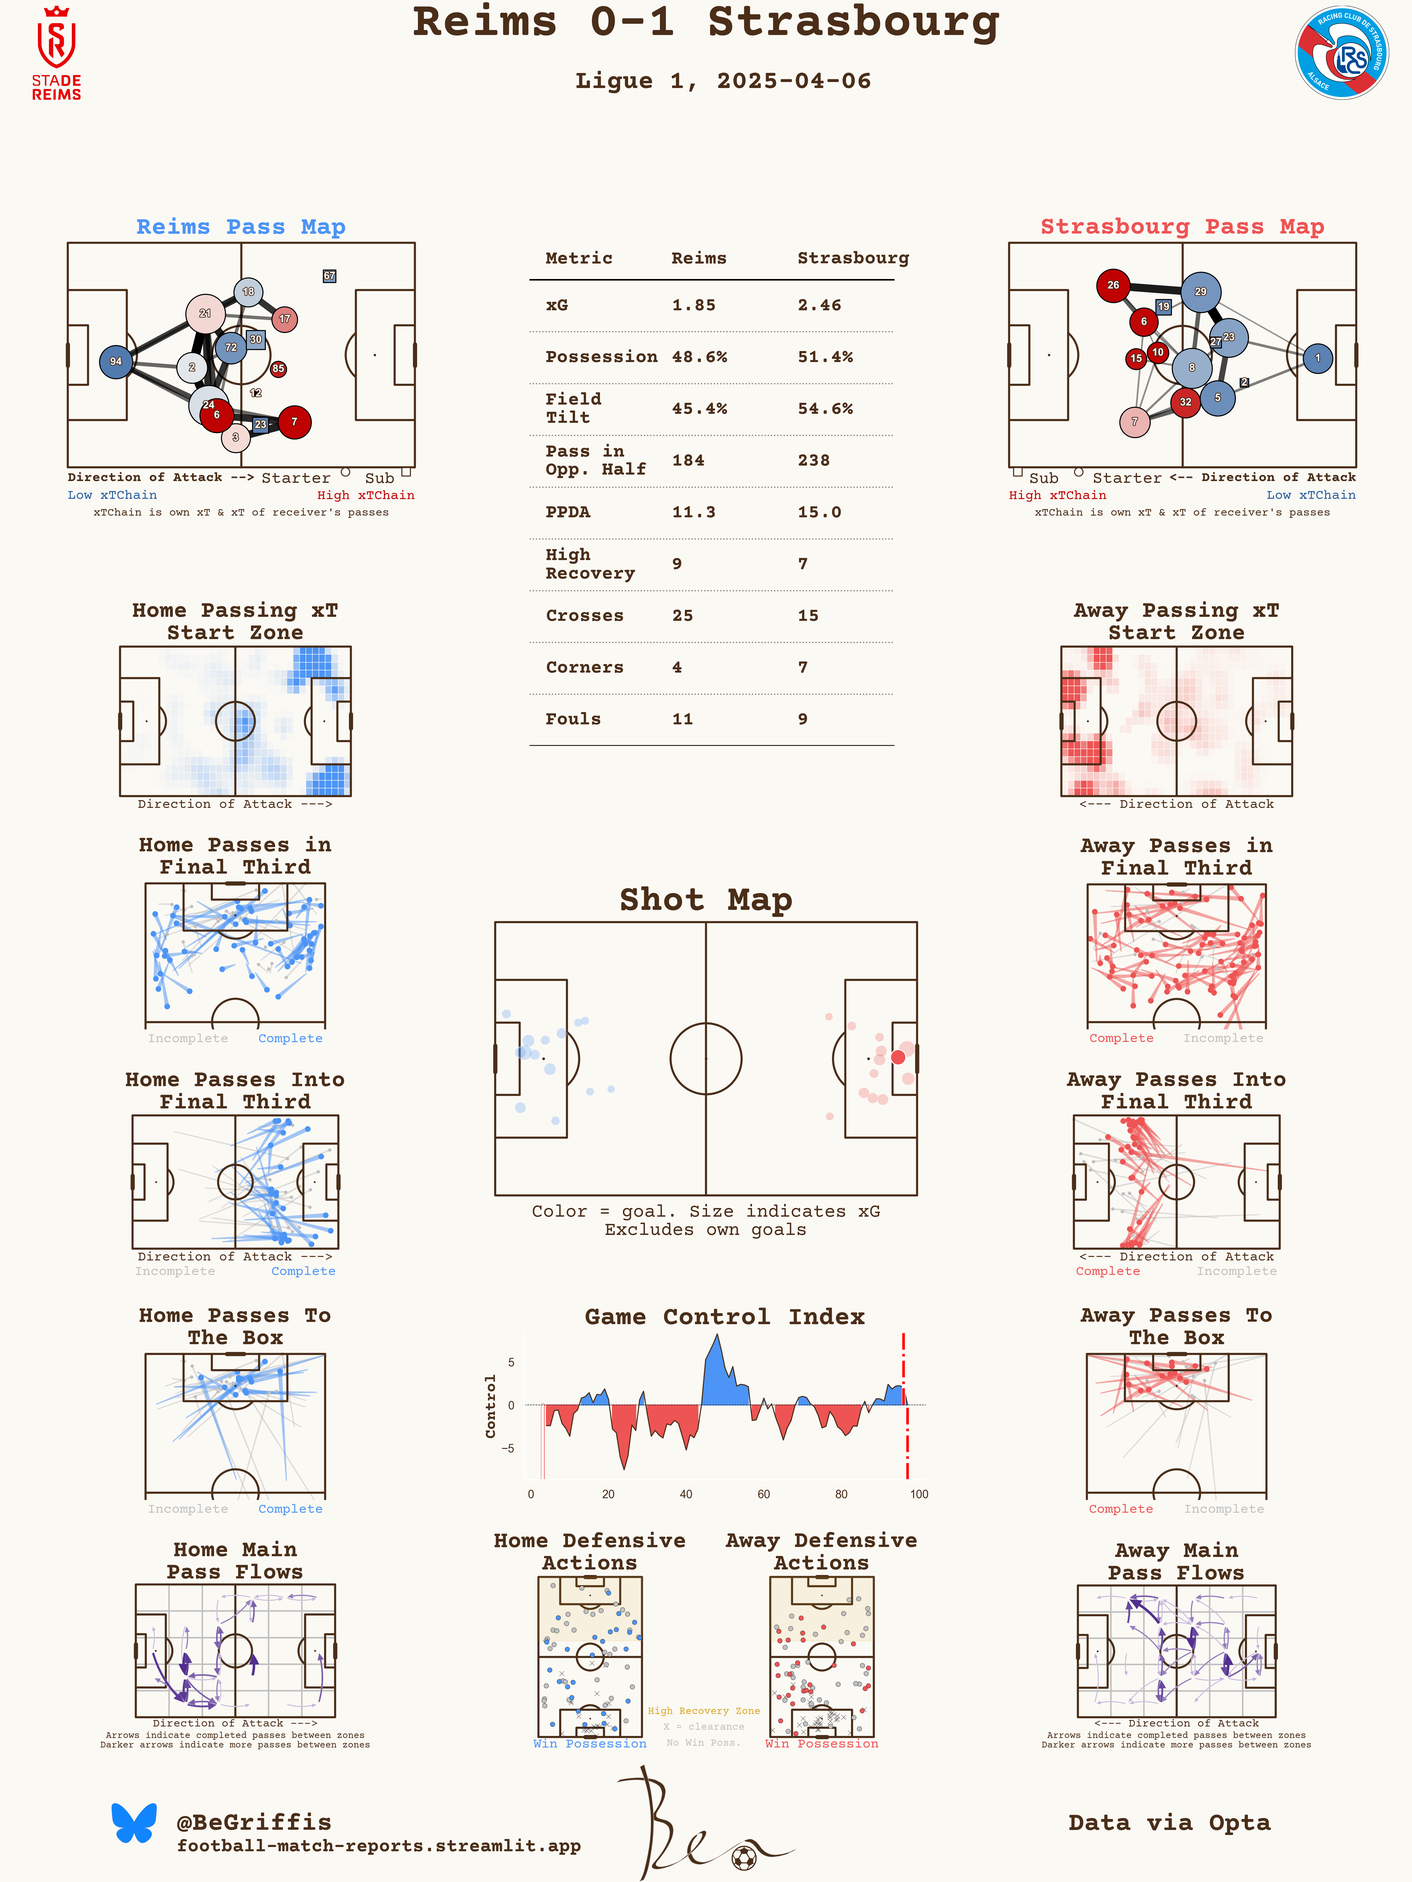 Reims 0-1 Strasbourg
Ligue 1, 2025-04-06
STADE
REIMS
RACING CLUB DE STRASBOURG
ALSACE
RCS
Reims Pass Map
94
21
18
17
72
30
2
85
12
24
6
23
3
7
67
Direction of Attack --> Starter Sub
Low xTChain High xTChain
xTChain is own xT & xT of receiver's passes
Metric Reims Strasbourg
xG 1.85 2.46
Possession 48.6% 51.4%
Field
Tilt 45.4% 54.6%
Pass in
Opp. Half 184 238
PPDA 11.3 15.0
High
Recovery 9 7
Crosses 25 15
Corners 4 7
Fouls 11 9
Strasbourg Pass Map
26
29
19
6
15
10
27
23
8
1
2
5
32
7
Sub Starter <-- Direction of Attack
High xTChain Low xTChain
xTChain is own xT & xT of receiver's passes
Home Passing xT
Start Zone
Direction of Attack --->
Away Passing xT
Start Zone
<--- Direction of Attack
Home Passes in
Final Third
Incomplete Complete
Away Passes in
Final Third
Complete Incomplete
Shot Map
Color = goal. Size indicates xG
Excludes own goals
Home Passes Into
Final Third
Direction of Attack --->
Incomplete Complete
Away Passes Into
Final Third
<--- Direction of Attack
Complete Incomplete
Home Passes To
The Box
Incomplete Complete
Game Control Index
Control
5
0
−5
0 20 40 60 80 100
Away Passes To
The Box
Complete Incomplete
Home Main
Pass Flows
Direction of Attack --->
Arrows indicate completed passes between zones
Darker arrows indicate more passes between zones
Home Defensive
Actions
Win Possession
Away Defensive
Actions
Win Possession
High Recovery Zone
X = clearance
No Win Poss.
Away Main
Pass Flows
<--- Direction of Attack
Arrows indicate completed passes between zones
Darker arrows indicate more passes between zones
@BeGriffis
football-match-reports.streamlit.app
Ben
Data via Opta